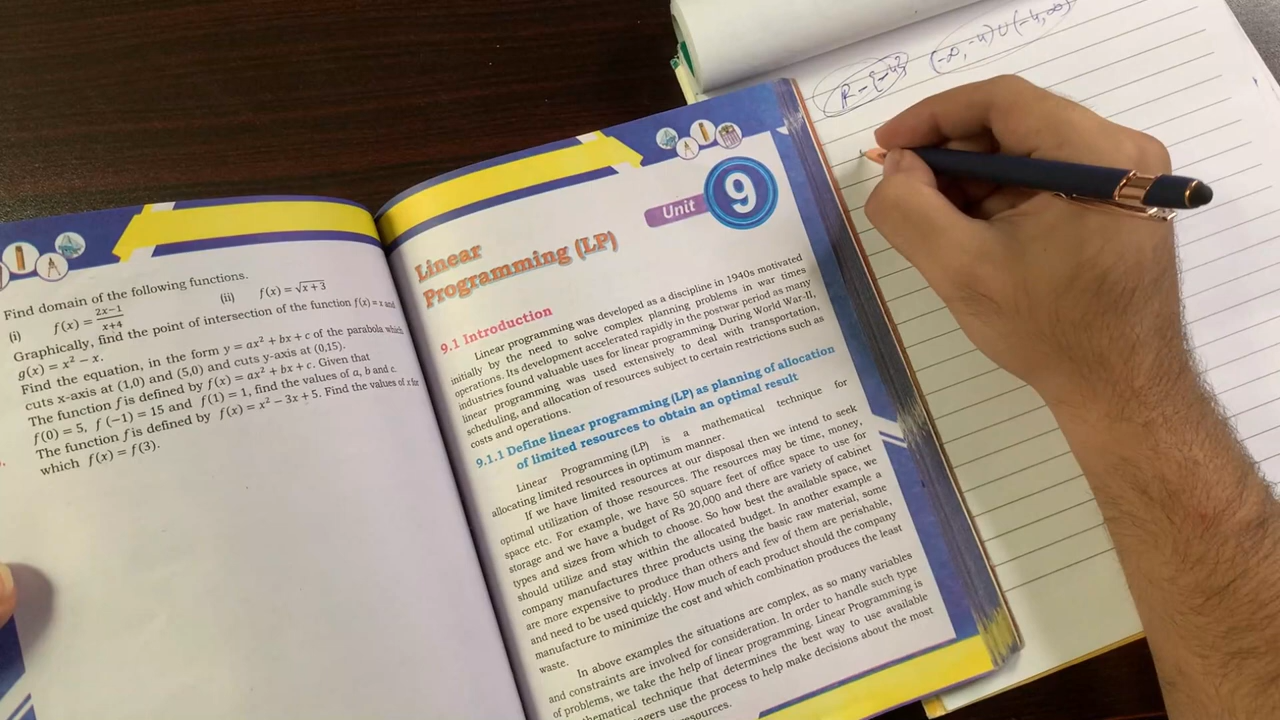 Find domain of the following functions.
(i) f(x) = 2x−1/x+4 (ii) f(x) = √x+3
Graphically, find the point of intersection of the function f(x) = x and
g(x) = x² − x.
Find the equation, in the form y = ax² + bx + c of the parabola which
cuts x-axis at (1,0) and (5,0) and cuts y-axis at (0,15).
The function f is defined by f(x) = ax² + bx + c. Given that
f(0) = 5, f(−1) = 15 and f(1) = 1, find the values of a, b and c.
The function f is defined by f(x) = x² − 3x + 5. Find the values of x for
which f(x) = f(3).
Unit 9
Linear
Programming (LP)
9.1 Introduction
Linear programming was developed as a discipline in 1940s motivated
initially by the need to solve complex planning problems in war times
operations. Its development accelerated rapidly in the postwar period as many
industries found valuable uses for linear programming. During World War-II,
linear programming was used extensively to deal with transportation,
scheduling, and allocation of resources subject to certain restrictions such as
costs and operations.
9.1.1 Define linear programming (LP) as planning of allocation
of limited resources to obtain an optimal result
Linear Programming (LP) is a mathematical technique for
allocating limited resources in optimum manner.
If we have limited resources at our disposal then we intend to seek
optimal utilization of those resources. The resources may be time, money,
space etc. For example, we have 50 square feet of office space to use for
storage and we have a budget of Rs 20,000 and there are variety of cabinet
types and sizes from which to choose. So how best the available space, we
should utilize and stay within the allocated budget. In another example a
company manufactures three products using the basic raw material, some
are more expensive to produce than others and few of them are perishable,
and need to be used quickly. How much of each product should the company
manufacture to minimize the cost and which combination produces the least
waste.
In above examples the situations are complex, as so many variables
and constraints are involved for consideration. In order to handle such type
of problems, we take the help of linear programming. Linear Programming is
mathematical technique that determines the best way to use available
agers use the process to help make decisions about the most
resources.
R − {−4} (−∞, −4) ∪ (−4, ∞)